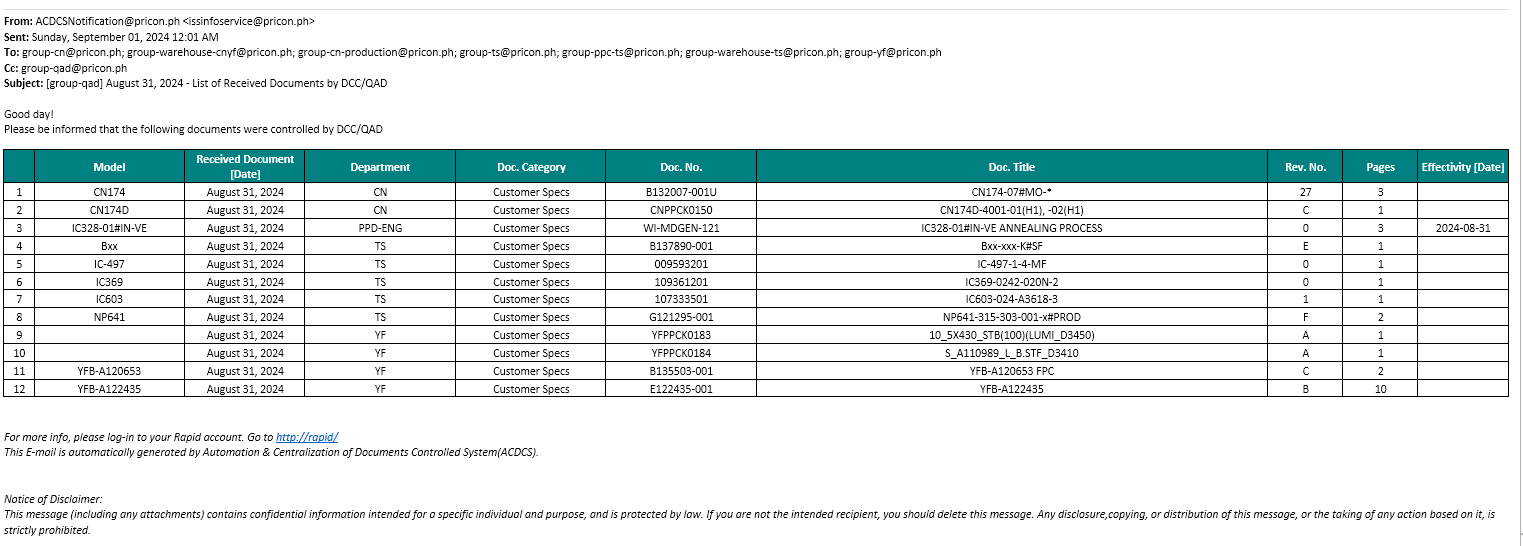 From: ACDCSNotification@pricon.ph <issinfoservice@pricon.ph>
Sent: Sunday, September 01, 2024 12:01 AM
To: group-cn@pricon.ph; group-warehouse-cnyf@pricon.ph; group-cn-production@pricon.ph; group-ts@pricon.ph; group-ppc-ts@pricon.ph; group-warehouse-ts@pricon.ph; group-yf@pricon.ph
Cc: group-qad@pricon.ph
Subject: [group-qad] August 31, 2024 - List of Received Documents by DCC/QAD
Good day!
Please be informed that the following documents were controlled by DCC/QAD
Model Received Document [Date] Department Doc. Category Doc. No. Doc. Title Rev. No. Pages Effectivity [Date]
1 CN174 August 31, 2024 CN Customer Specs B132007-001U CN174-07#MO-* 27 3
2 CN174D August 31, 2024 CN Customer Specs CNPPCK0150 CN174D-4001-01(H1), -02(H1) C 1
3 IC328-01#IN-VE August 31, 2024 PPD-ENG Customer Specs WI-MDGEN-121 IC328-01#IN-VE ANNEALING PROCESS 0 3 2024-08-31
4 Bxx August 31, 2024 TS Customer Specs B137890-001 Bxx-xxx-K#SF E 1
5 IC-497 August 31, 2024 TS Customer Specs 009593201 IC-497-1-4-MF 0 1
6 IC369 August 31, 2024 TS Customer Specs 109361201 IC369-0242-020N-2 0 1
7 IC603 August 31, 2024 TS Customer Specs 107333501 IC603-024-A3618-3 1 1
8 NP641 August 31, 2024 TS Customer Specs G121295-001 NP641-315-303-001-x#PROD F 2
9 August 31, 2024 YF Customer Specs YFPPCK0183 10_5X430_STB(100)(LUMI_D3450) A 1
10 August 31, 2024 YF Customer Specs YFPPCK0184 S_A110989_L_B.STF_D3410 A 1
11 YFB-A120653 August 31, 2024 YF Customer Specs B135503-001 YFB-A120653 FPC C 2
12 YFB-A122435 August 31, 2024 YF Customer Specs E122435-001 YFB-A122435 B 10
For more info, please log-in to your Rapid account. Go to http://rapid/
This E-mail is automatically generated by Automation & Centralization of Documents Controlled System(ACDCS).
Notice of Disclaimer:
This message (including any attachments) contains confidential information intended for a specific individual and purpose, and is protected by law. If you are not the intended recipient, you should delete this message. Any disclosure,copying, or distribution of this message, or the taking of any action based on it, is
strictly prohibited.